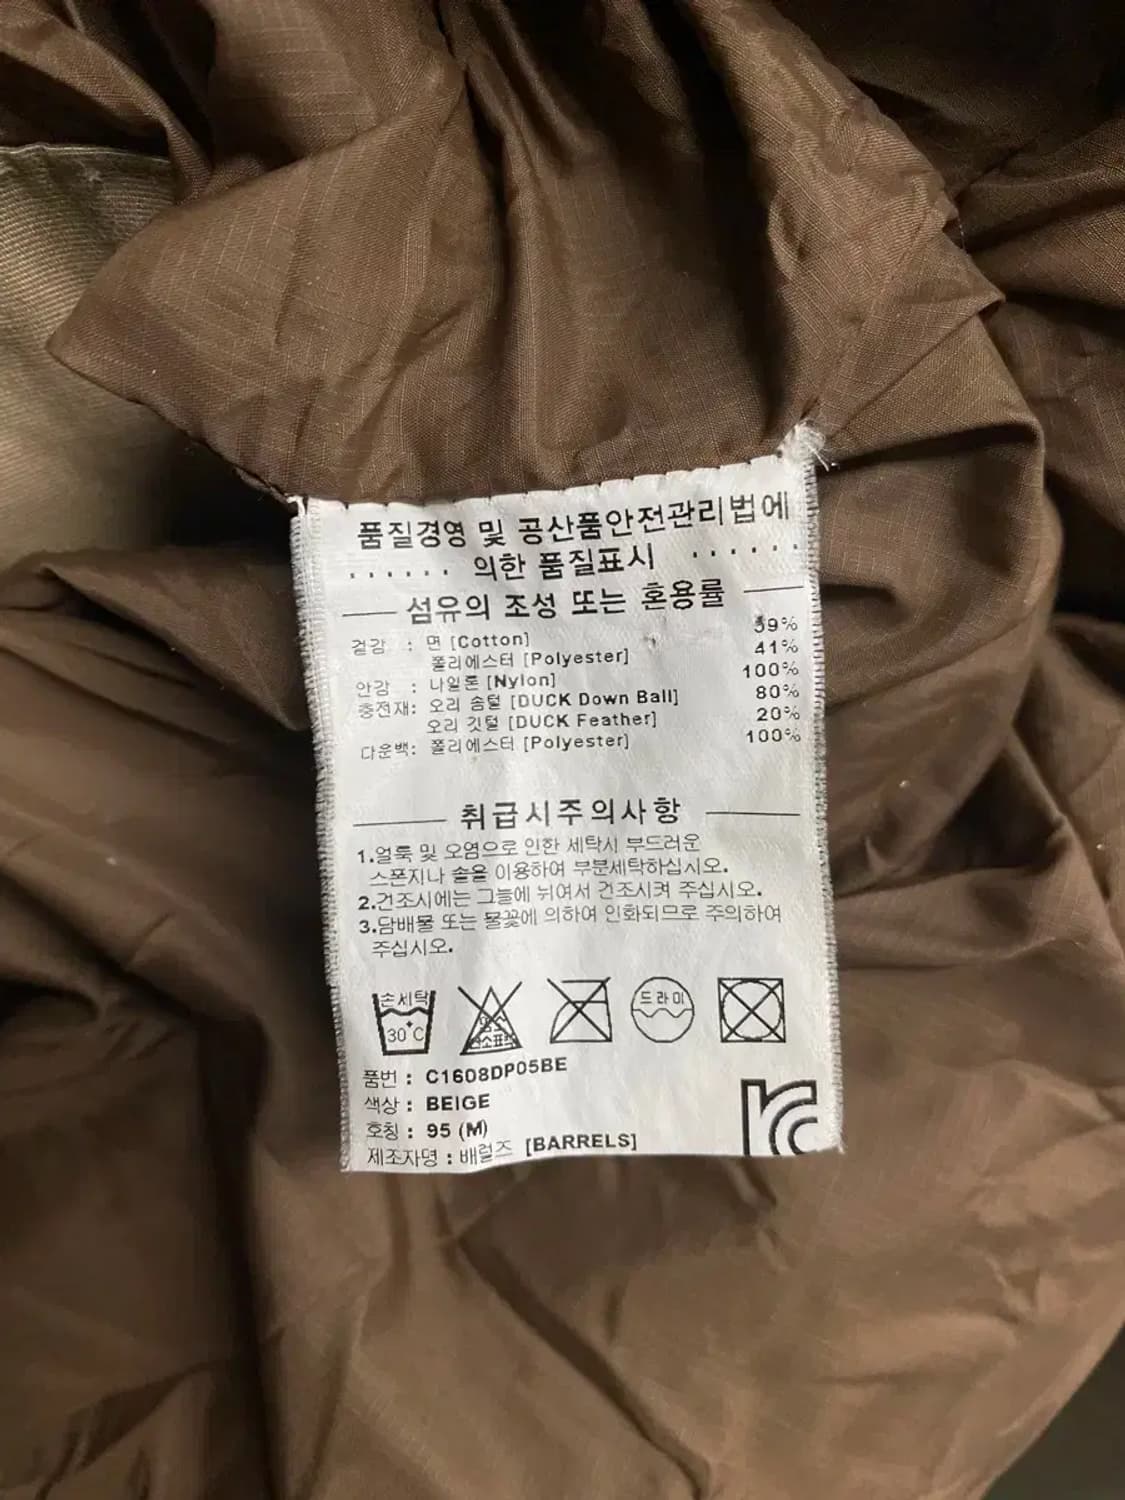 품질경영 및 공산품안전관리법에
...... 의한 품질표시 ......
섬유의 조성 또는 혼용률
겉감 : 면 [Cotton] 59%
폴리에스터 [Polyester] 41%
안감 : 나일론 [Nylon] 100%
충전재: 오리 솜털 [DUCK Down Ball] 80%
오리 깃털 [DUCK Feather] 20%
다운백: 폴리에스터 [Polyester] 100%
취급시주의사항
1.얼룩 및 오염으로 인한 세탁시 부드러운
스폰지나 솔을 이용하여 부분세탁하십시오.
2.건조시에는 그늘에 뉘어서 건조시켜 주십시오.
3.담배불 또는 불꽃에 의하여 인화되므로 주의하여
주십시오.
손세탁 드라이
30°C 염소표백
품번 : C1608DP05BE
색상 : BEIGE
호칭 : 95 (M)
제조자명 : 배럴즈 [BARRELS]